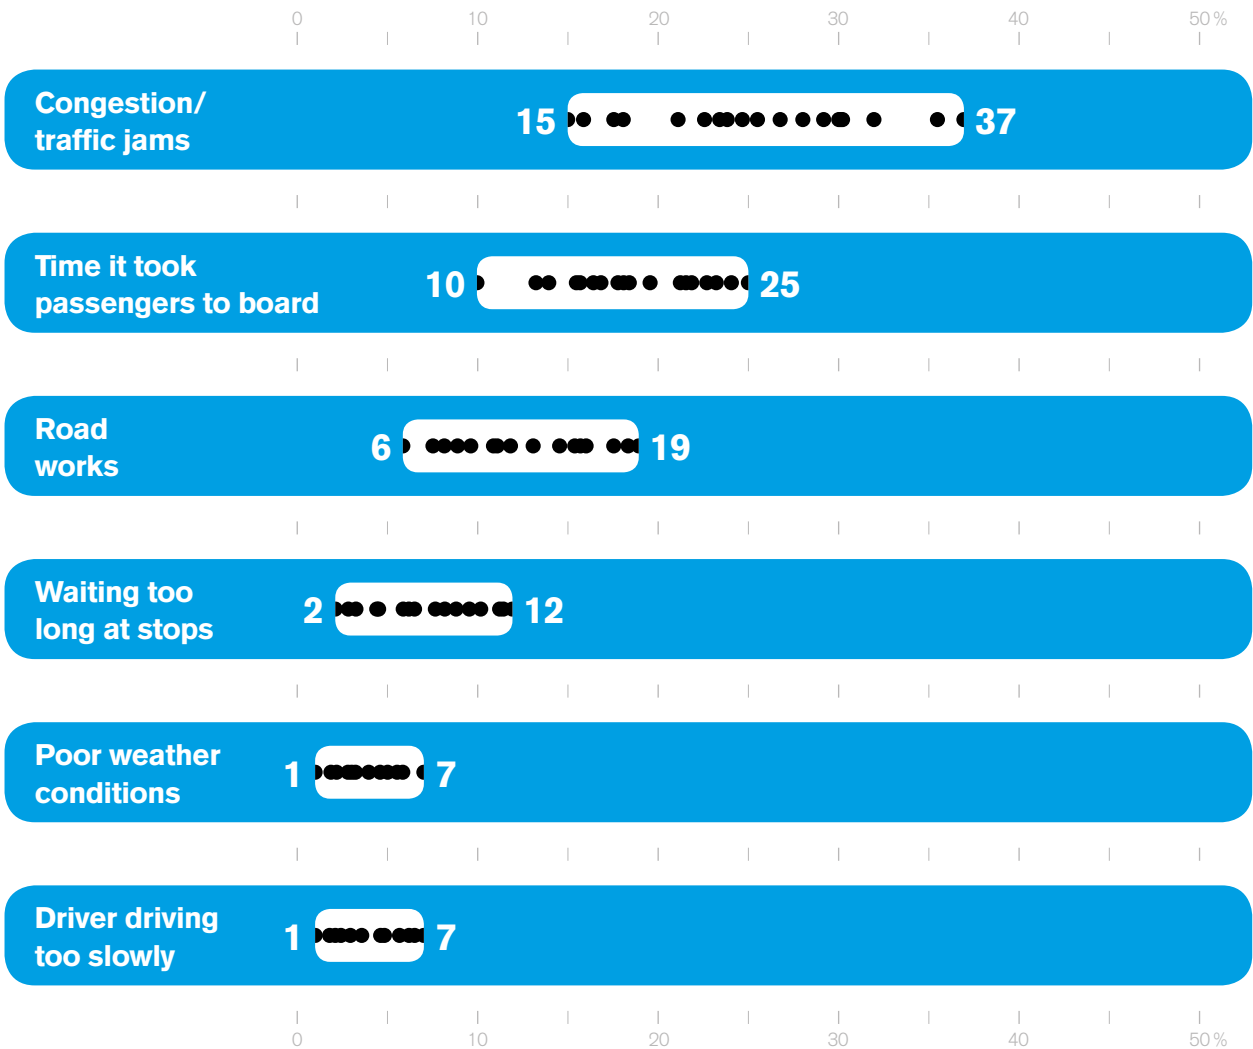 0 10 20 30 40 50 %
Congestion/
traffic jams
15 37
Time it took
passengers to board
10 25
Road
works
6 19
Waiting too
long at stops
2 12
Poor weather
conditions
1 7
Driver driving
too slowly
1 7
0 10 20 30 40 50 %